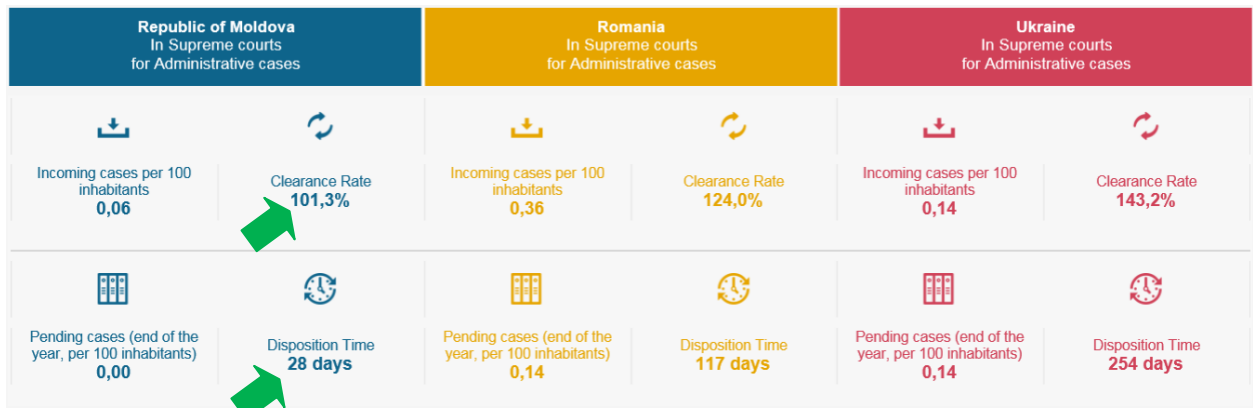 Republic of Moldova
In Supreme courts
for Administrative cases
Romania
In Supreme courts
for Administrative cases
Ukraine
In Supreme courts
for Administrative cases
Incoming cases per 100
inhabitants
0,06
Clearance Rate
101,3%
Incoming cases per 100
inhabitants
0,36
Clearance Rate
124,0%
Incoming cases per 100
inhabitants
0,14
Clearance Rate
143,2%
Pending cases (end of the
year, per 100 inhabitants)
0,00
Disposition Time
28 days
Pending cases (end of the
year, per 100 inhabitants)
0,14
Disposition Time
117 days
Pending cases (end of the
year, per 100 inhabitants)
0,14
Disposition Time
254 days